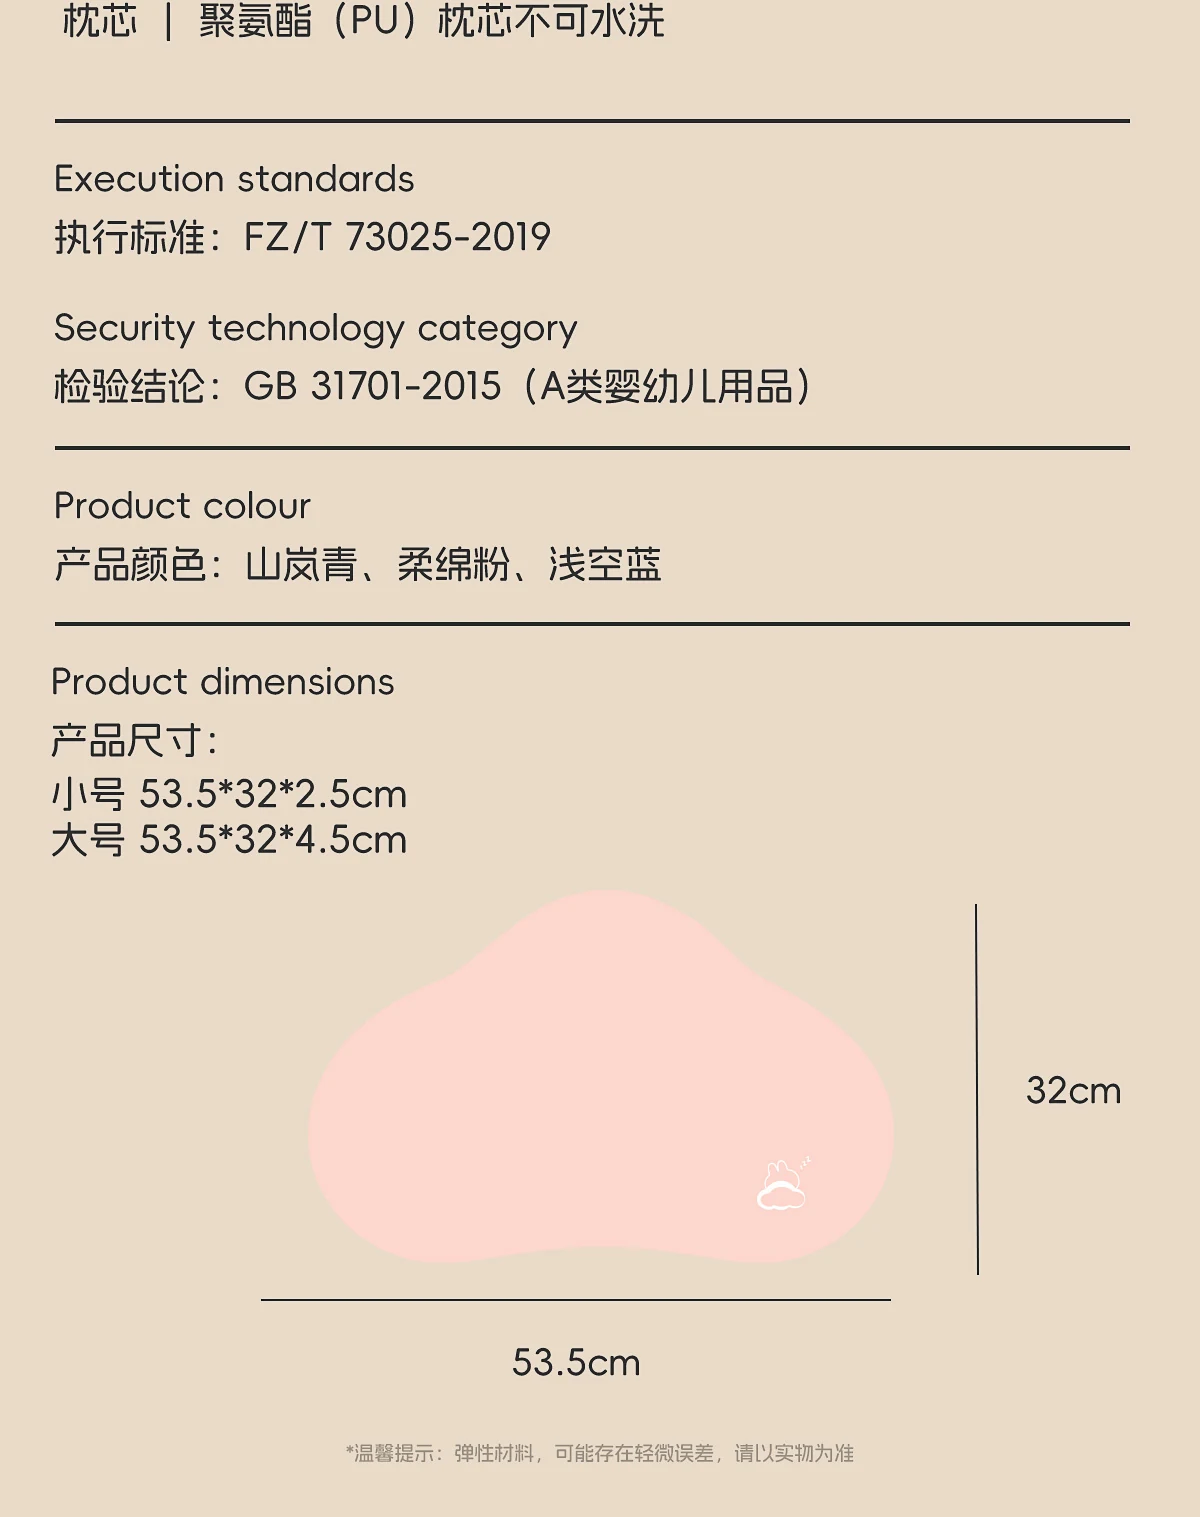 枕芯 | 聚氨酯（PU）枕芯不可水洗
Execution standards
执行标准：FZ/T 73025-2019
Security technology category
检验结论：GB 31701-2015（A类婴幼儿用品）
Product colour
产品颜色：山岚青、柔绵粉、浅空蓝
Product dimensions
产品尺寸：
小号 53.5*32*2.5cm
大号 53.5*32*4.5cm
zzz
32cm
53.5cm
*温馨提示：弹性材料，可能存在轻微误差，请以实物为准